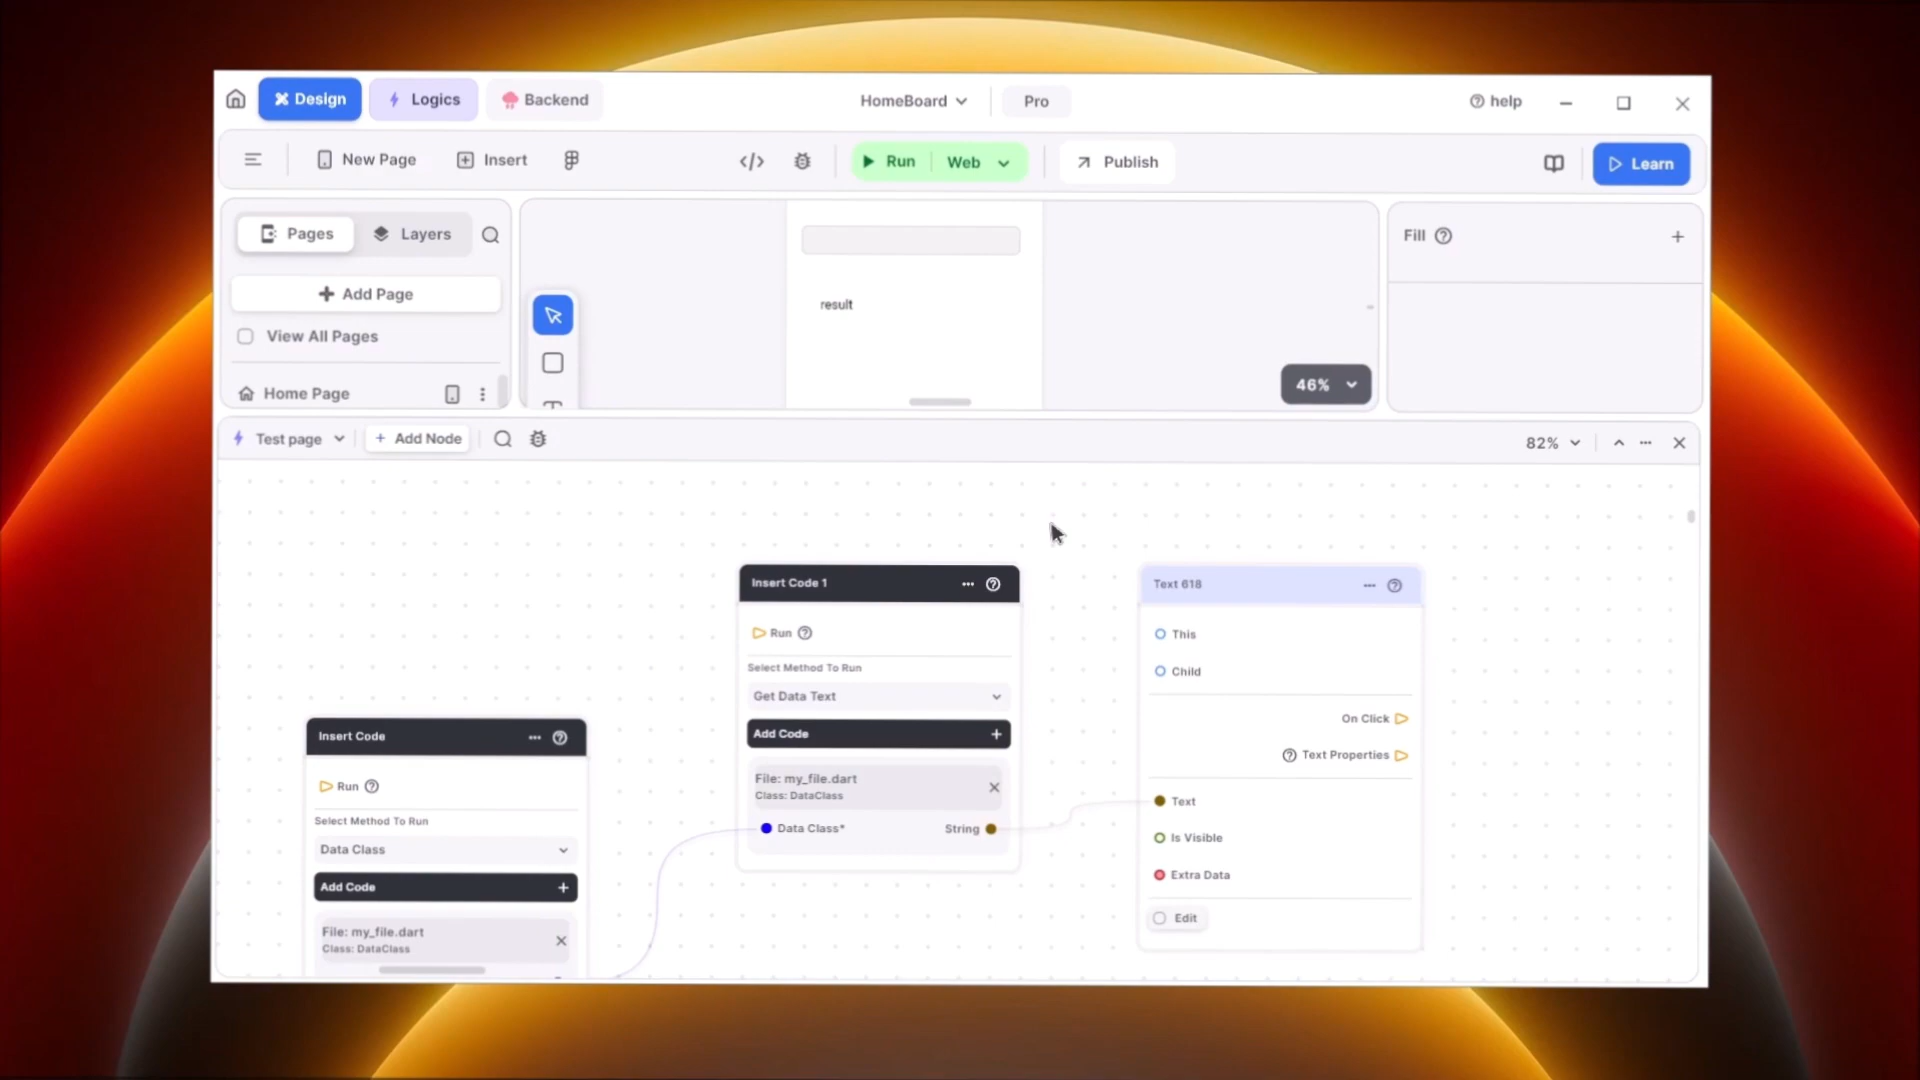 Design
Logics
Backend
HomeBoard
Pro
help
New Page
Insert
</>
Run
Web
Publish
Learn
Pages
Layers
Add Page
View All Pages
Home Page
result
46%
Fill
Test page
+ Add Node
82%
Insert Code 1
Run
Select Method To Run
Get Data Text
Add Code
File: my_file.dart
Class: DataClass
Data Class*
String
Text 618
This
Child
On Click
Text Properties
Text
Is Visible
Extra Data
Edit
Insert Code
Run
Select Method To Run
Data Class
Add Code
File: my_file.dart
Class: DataClass